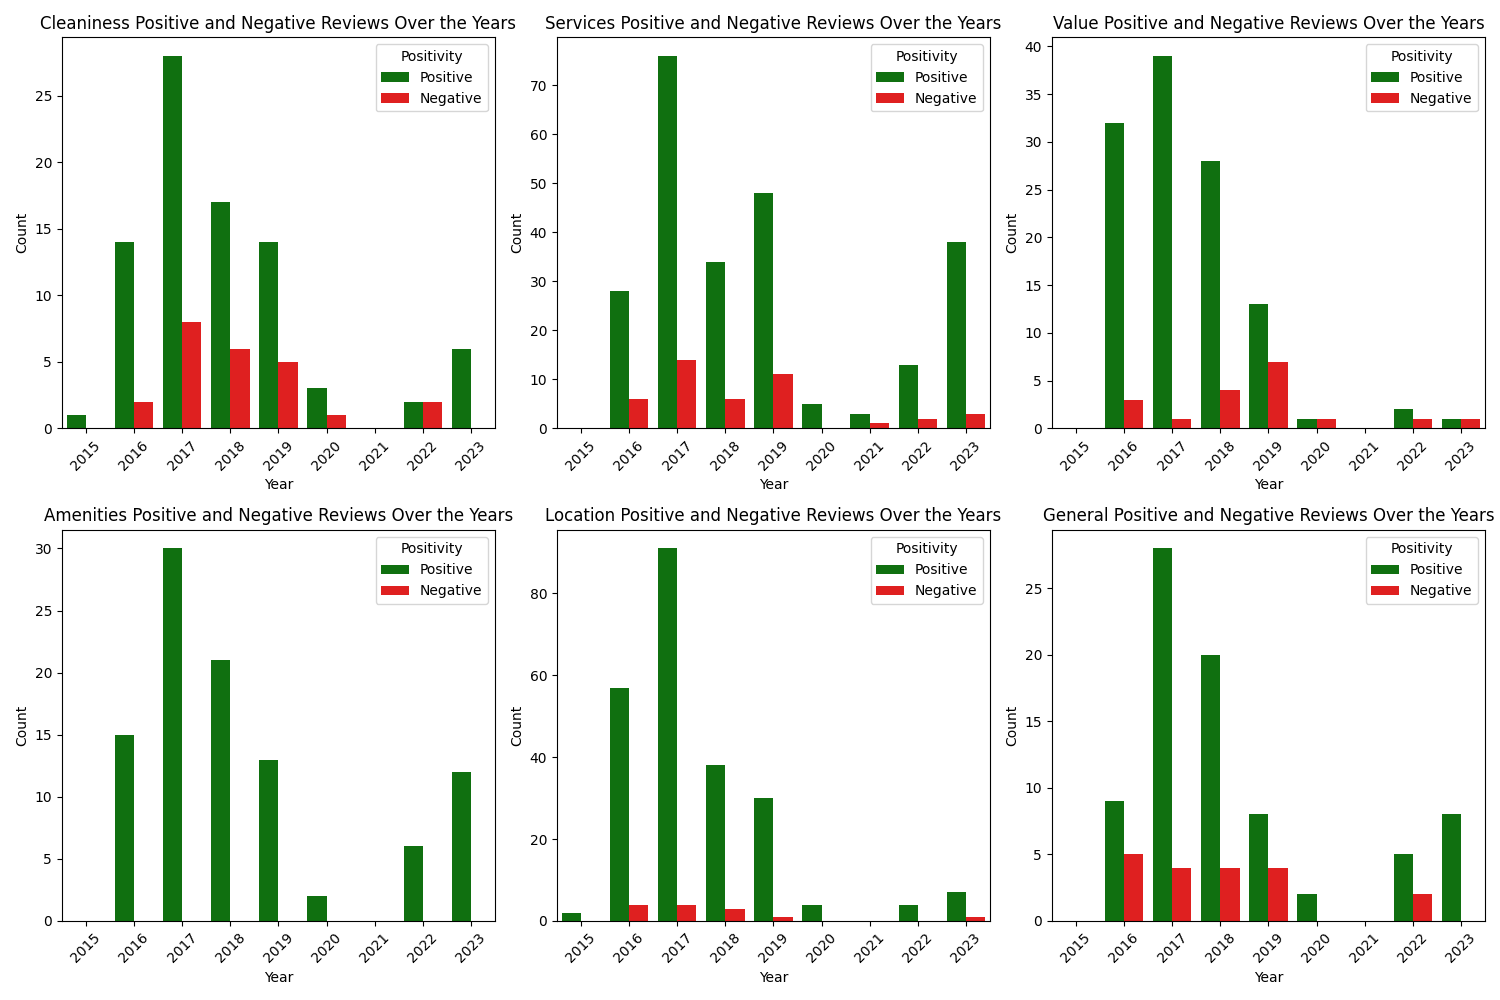 Cleaniness Positive and Negative Reviews Over the Years
Positivity
Positive
Negative
Count
25
20
15
10
5
0
2015 2016 2017 2018 2019 2020 2021 2022 2023
Year
Services Positive and Negative Reviews Over the Years
Positivity
Positive
Negative
Count
70
60
50
40
30
20
10
0
2015 2016 2017 2018 2019 2020 2021 2022 2023
Year
Value Positive and Negative Reviews Over the Years
Positivity
Positive
Negative
Count
40
35
30
25
20
15
10
5
0
2015 2016 2017 2018 2019 2020 2021 2022 2023
Year
Amenities Positive and Negative Reviews Over the Years
Positivity
Positive
Negative
Count
30
25
20
15
10
5
0
2015 2016 2017 2018 2019 2020 2021 2022 2023
Year
Location Positive and Negative Reviews Over the Years
Positivity
Positive
Negative
Count
80
60
40
20
0
2015 2016 2017 2018 2019 2020 2021 2022 2023
Year
General Positive and Negative Reviews Over the Years
Positivity
Positive
Negative
Count
25
20
15
10
5
0
2015 2016 2017 2018 2019 2020 2021 2022 2023
Year